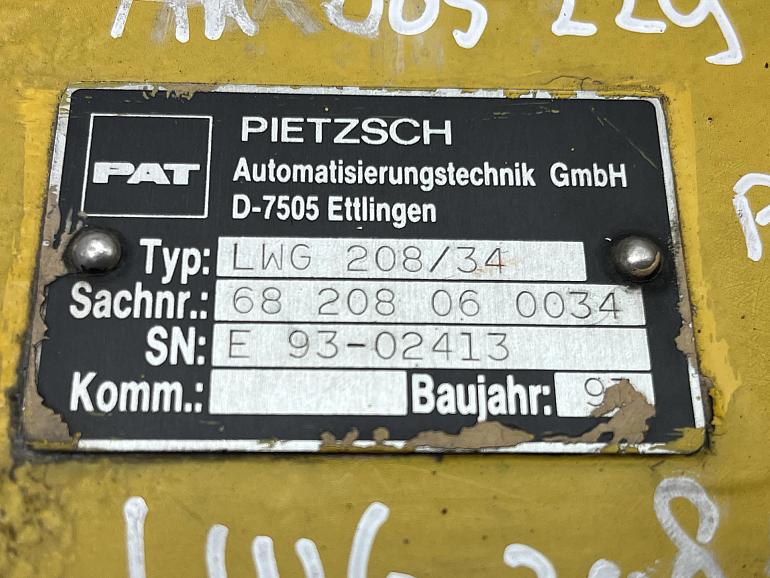 PAT
PIETZSCH
Automatisierungstechnik GmbH
D-7505 Ettlingen
Typ: LWG 208/34
Sachnr.: 68 208 06 0034
SN: E 93-02413
Komm.:
Baujahr: